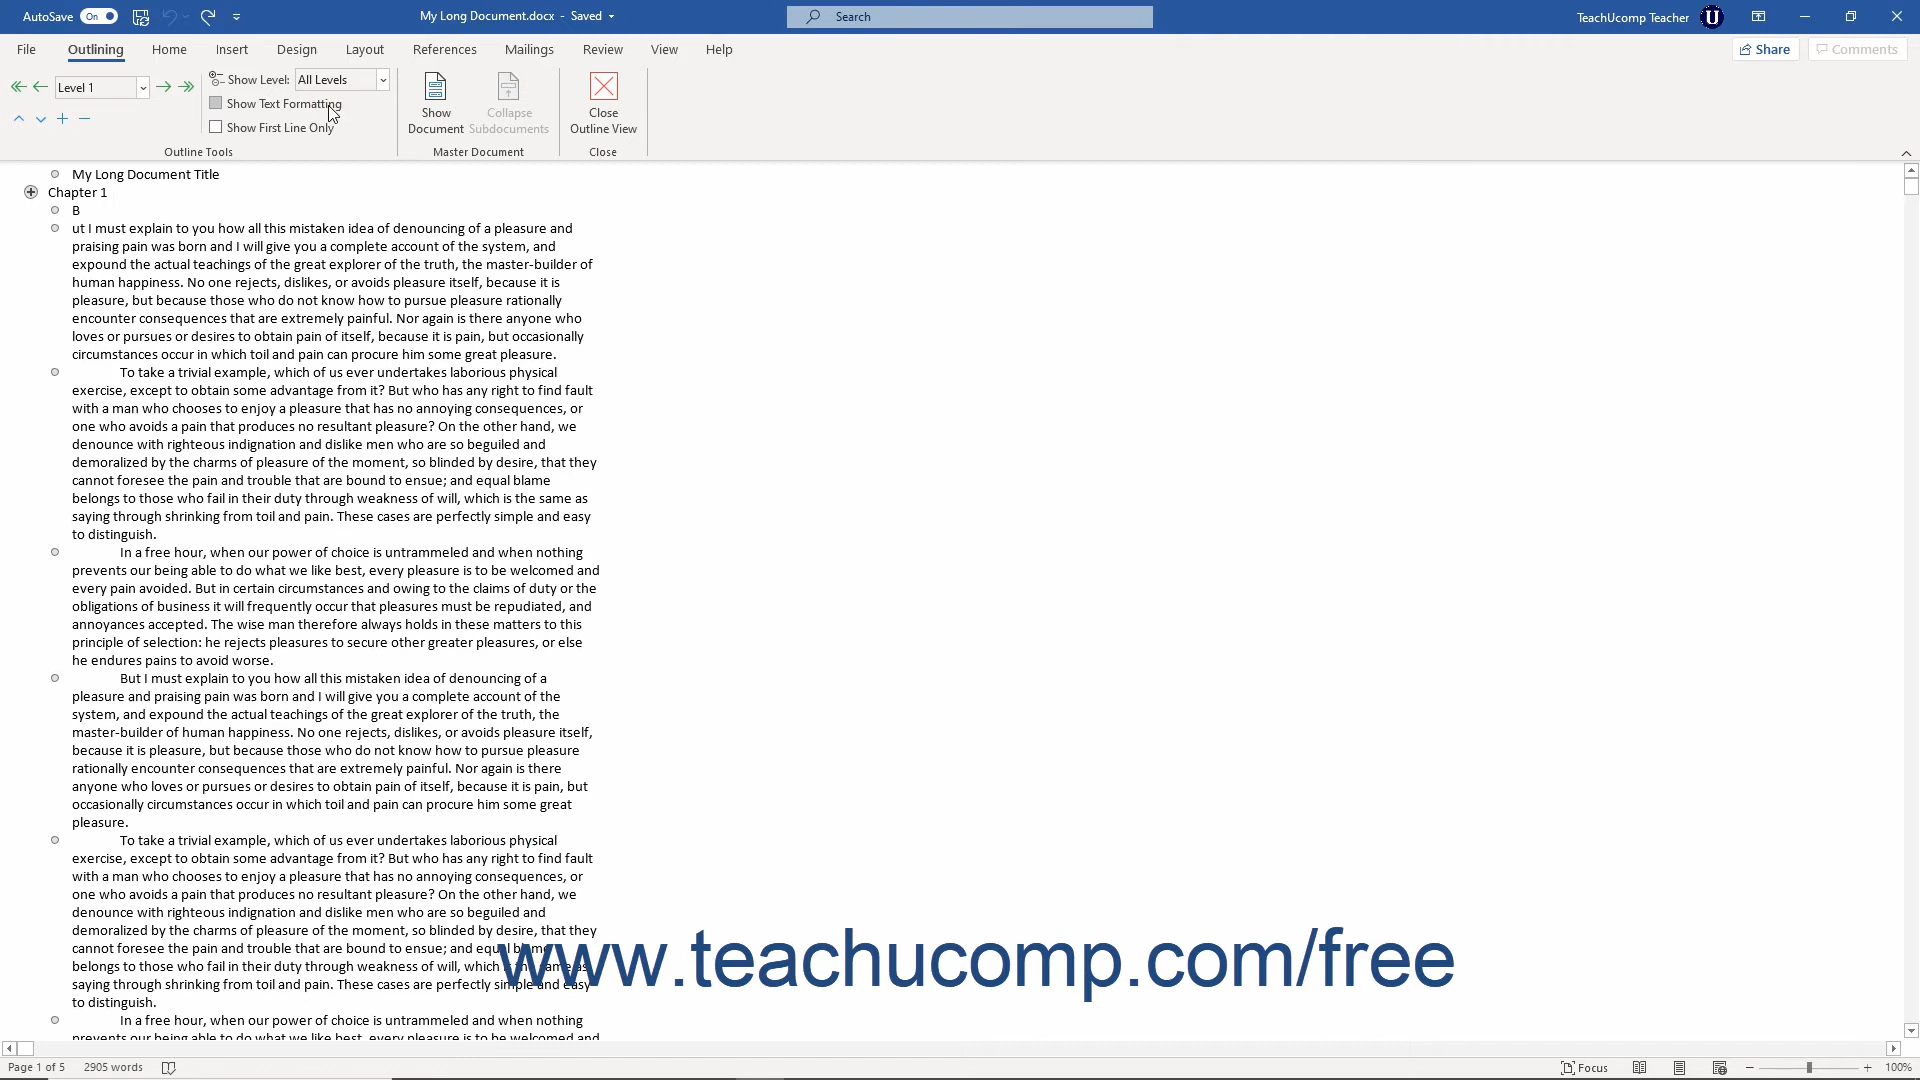 AutoSave On My Long Document.docx - Saved Search TeachUcomp Teacher U
File Outlining Home Insert Design Layout References Mailings Review View Help Share Comments
Level 1 Show Level: All Levels
Show Text Formatting
Show First Line Only
Show Document
Collapse Subdocuments
Close Outline View
Outline Tools Master Document Close
My Long Document Title
Chapter 1
B
ut I must explain to you how all this mistaken idea of denouncing of a pleasure and
praising pain was born and I will give you a complete account of the system, and
expound the actual teachings of the great explorer of the truth, the master-builder of
human happiness. No one rejects, dislikes, or avoids pleasure itself, because it is
pleasure, but because those who do not know how to pursue pleasure rationally
encounter consequences that are extremely painful. Nor again is there anyone who
loves or pursues or desires to obtain pain of itself, because it is pain, but occasionally
circumstances occur in which toil and pain can procure him some great pleasure.
To take a trivial example, which of us ever undertakes laborious physical
exercise, except to obtain some advantage from it? But who has any right to find fault
with a man who chooses to enjoy a pleasure that has no annoying consequences, or
one who avoids a pain that produces no resultant pleasure? On the other hand, we
denounce with righteous indignation and dislike men who are so beguiled and
demoralized by the charms of pleasure of the moment, so blinded by desire, that they
cannot foresee the pain and trouble that are bound to ensue; and equal blame
belongs to those who fail in their duty through weakness of will, which is the same as
saying through shrinking from toil and pain. These cases are perfectly simple and easy
to distinguish.
In a free hour, when our power of choice is untrammeled and when nothing
prevents our being able to do what we like best, every pleasure is to be welcomed and
every pain avoided. But in certain circumstances and owing to the claims of duty or the
obligations of business it will frequently occur that pleasures must be repudiated, and
annoyances accepted. The wise man therefore always holds in these matters to this
principle of selection: he rejects pleasures to secure other greater pleasures, or else
he endures pains to avoid worse.
But I must explain to you how all this mistaken idea of denouncing of a
pleasure and praising pain was born and I will give you a complete account of the
system, and expound the actual teachings of the great explorer of the truth, the
master-builder of human happiness. No one rejects, dislikes, or avoids pleasure itself,
because it is pleasure, but because those who do not know how to pursue pleasure
rationally encounter consequences that are extremely painful. Nor again is there
anyone who loves or pursues or desires to obtain pain of itself, because it is pain, but
occasionally circumstances occur in which toil and pain can procure him some great
pleasure.
To take a trivial example, which of us ever undertakes laborious physical
exercise, except to obtain some advantage from it? But who has any right to find fault
with a man who chooses to enjoy a pleasure that has no annoying consequences, or
one who avoids a pain that produces no resultant pleasure? On the other hand, we
denounce with righteous indignation and dislike men who are so beguiled and
demoralized by the charms of pleasure of the moment, so blinded by desire, that they
cannot foresee the pain and trouble that are bound to ensue; and equal blame
belongs to those who fail in their duty through weakness of will, which is the same as
saying through shrinking from toil and pain. These cases are perfectly simple and easy
to distinguish.
www.teachucomp.com/free
In a free hour, when our power of choice is untrammeled and when nothing
prevents our being able to do what we like best, every pleasure is to be welcomed and
Page 1 of 5 2905 words Focus 100%